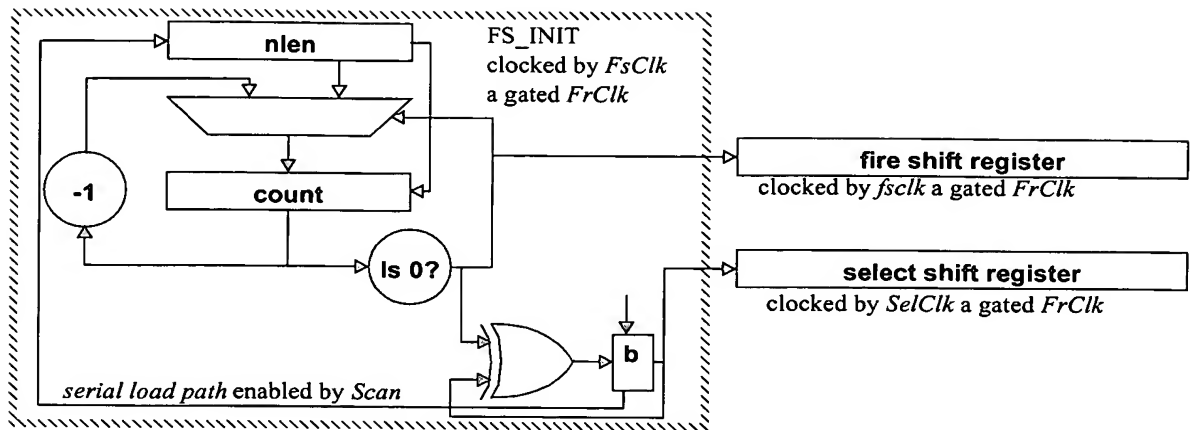 nlen
FS_INIT
clocked by FsClk
a gated FrClk
-1
count
Is 0?
fire shift register
clocked by fsclk a gated FrClk
select shift register
clocked by SelClk a gated FrClk
b
serial load path enabled by Scan